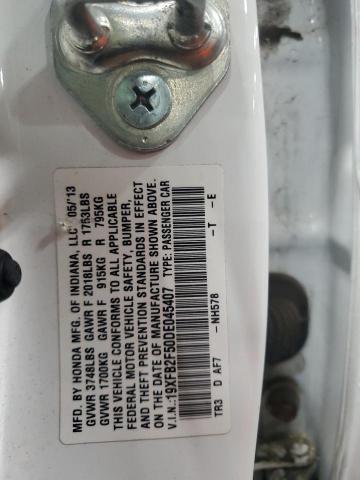 MFD. BY HONDA MFG. OF INDIANA, LLC 05/'13
GVWR 3748LBS GAWR F 2018LBS R 1753LBS
GVWR 1700KG GAWR F 915KG R 795KG
THIS VEHICLE CONFORMS TO ALL APPLICABLE
FEDERAL MOTOR VEHICLE SAFETY, BUMPER,
AND THEFT PREVENTION STANDARDS IN EFFECT
ON THE DATE OF MANUFACTURE SHOWN ABOVE.
V.I.N.: 19XFB2F50DE045407 TYPE: PASSENGER CAR
TR3 D AF7 -NH578 -T -E